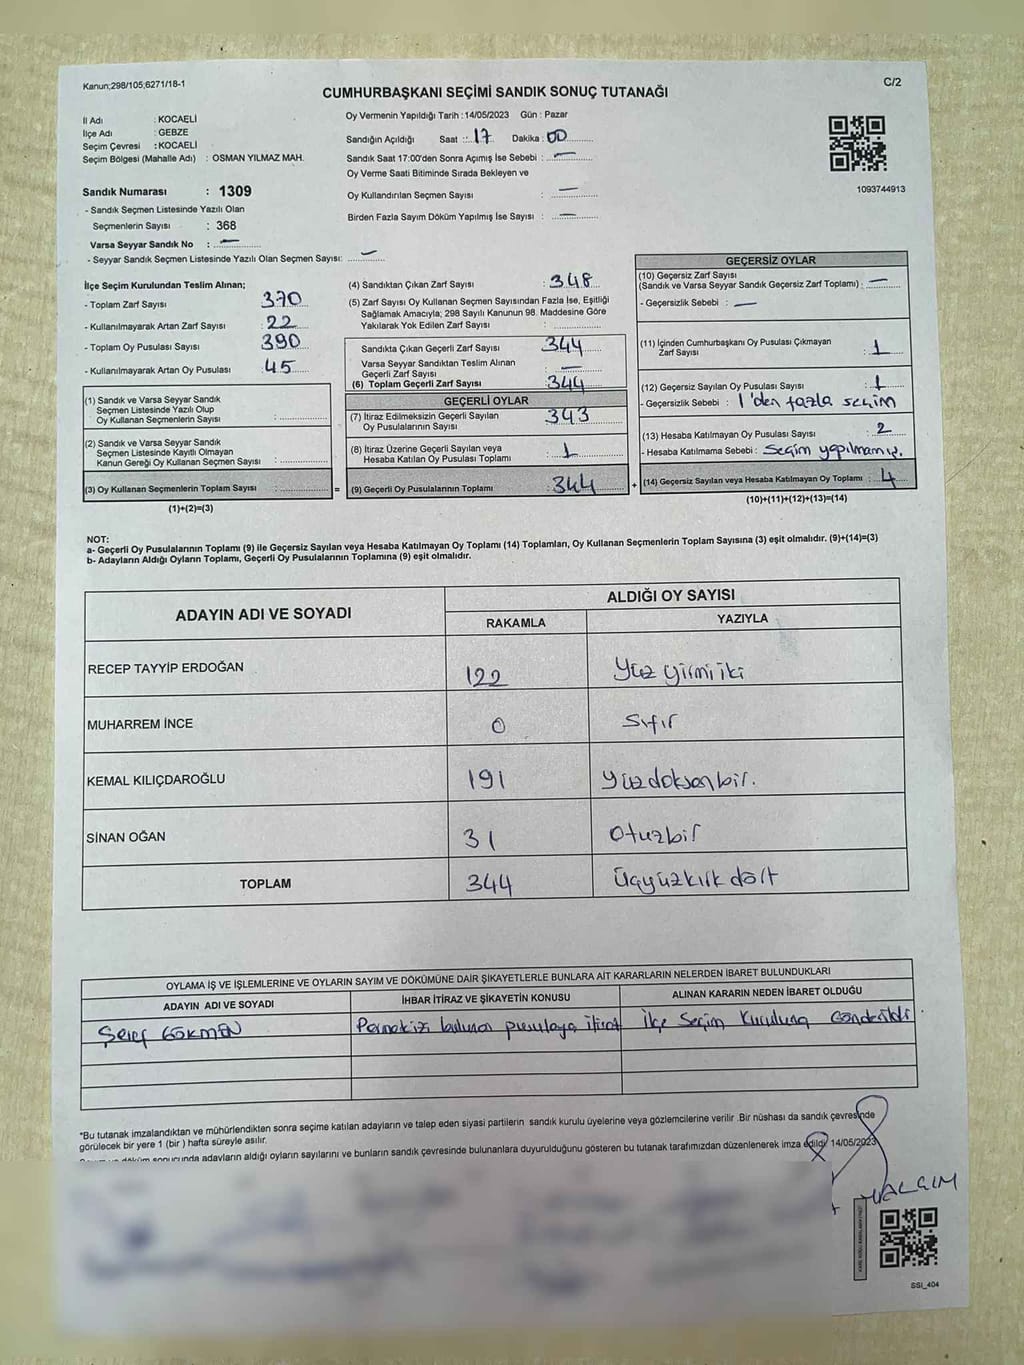 Kanun;298/105;6271/18-1
C/2
CUMHURBAŞKANI SEÇİMİ SANDIK SONUÇ TUTANAĞI
İl Adı : KOCAELİ
İlçe Adı : GEBZE
Seçim Çevresi : KOCAELİ
Seçim Bölgesi (Mahalle Adı) : OSMAN YILMAZ MAH.
Sandık Numarası : 1309
- Sandık Seçmen Listesinde Yazılı Olan
Seçmenlerin Sayısı : 368
Varsa Seyyar Sandık No : —
- Seyyar Sandık Seçmen Listesinde Yazılı Olan Seçmen Sayısı: —
Oy Vermenin Yapıldığı Tarih : 14/05/2023 Gün : Pazar
Sandığın Açıldığı Saat : 17 Dakika : 00
Sandık Saat 17:00'den Sonra Açımış İse Sebebi : —
Oy Verme Saati Bitiminde Sırada Bekleyen ve
Oy Kullandırılan Seçmen Sayısı : —
Birden Fazla Sayım Döküm Yapılmış İse Sayısı : —
1093744913
İlçe Seçim Kurulundan Teslim Alınan;
- Toplam Zarf Sayısı 370
- Kullanılmayarak Artan Zarf Sayısı : 22
- Toplam Oy Pusulası Sayısı 390
- Kullanılmayarak Artan Oy Pusulası : 45
(1) Sandık ve Varsa Seyyar Sandık
Seçmen Listesinde Yazılı Olup
Oy Kullanan Seçmenlerin Sayısı :
(2) Sandık ve Varsa Seyyar Sandık
Seçmen Listesinde Kayıtlı Olmayan
Kanun Gereği Oy Kullanan Seçmen Sayısı :
(3) Oy Kullanan Seçmenlerin Toplam Sayısı :
(1)+(2)=(3)
=
(4) Sandıktan Çıkan Zarf Sayısı : 348
(5) Zarf Sayısı Oy Kullanan Seçmen Sayısından Fazla İse, Eşitliği
Sağlamak Amacıyla; 298 Sayılı Kanunun 98. Maddesine Göre
Yakılarak Yok Edilen Zarf Sayısı :
Sandıkta Çıkan Geçerli Zarf Sayısı 344
Varsa Seyyar Sandıktan Teslim Alınan
Geçerli Zarf Sayısı : —
(6) Toplam Geçerli Zarf Sayısı : 344
GEÇERLİ OYLAR
(7) İtiraz Edilmeksizin Geçerli Sayılan
Oy Pusulalarının Sayısı : 343
(8) İtiraz Üzerine Geçerli Sayılan veya
Hesaba Katılan Oy Pusulası Toplamı : 1
(9) Geçerli Oy Pusulalarının Toplamı : 344
+
GEÇERSİZ OYLAR
(10) Geçersiz Zarf Sayısı
(Sandık ve Varsa Seyyar Sandık Geçersiz Zarf Toplamı) : —
- Geçersizlik Sebebi : —
(11) İçinden Cumhurbaşkanı Oy Pusulası Çıkmayan
Zarf Sayısı : 1
(12) Geçersiz Sayılan Oy Pusulası Sayısı : 1
- Geçersizlik Sebebi : 1'den fazla seçim
(13) Hesaba Katılmayan Oy Pusulası Sayısı : 2
- Hesaba Katılmama Sebebi : Seçim yapılmamış.
(14) Geçersiz Sayılan veya Hesaba Katılmayan Oy Toplamı : 4
(10)+(11)+(12)+(13)=(14)
NOT:
a- Geçerli Oy Pusulalarının Toplamı (9) ile Geçersiz Sayılan veya Hesaba Katılmayan Oy Toplamı (14) Toplamları, Oy Kullanan Seçmenlerin Toplam Sayısına (3) eşit olmalıdır. (9)+(14)=(3)
b- Adayların Aldığı Oyların Toplamı, Geçerli Oy Pusulalarının Toplamına (9) eşit olmalıdır.
ADAYIN ADI VE SOYADI
ALDIĞI OY SAYISI
RAKAMLA YAZIYLA
RECEP TAYYİP ERDOĞAN 122 Yüz yirmi iki
MUHARREM İNCE 0 Sıfır
KEMAL KILIÇDAROĞLU 191 Yüzdoksanbir.
SİNAN OĞAN 31 Otuzbir
TOPLAM 344 Üçyüzkırk dört
OYLAMA İŞ VE İŞLEMLERİNE VE OYLARIN SAYIM VE DÖKÜMÜNE DAİR ŞİKAYETLERLE BUNLARA AİT KARARLARIN NELERDEN İBARET BULUNDUKLARI
ADAYIN ADI VE SOYADI İHBAR İTİRAZ VE ŞİKAYETİN KONUSU ALINAN KARARIN NEDEN İBARET OLDUĞU
Şeref GÖKMEN Parmakizi bulunan pusulaya itiraz İlçe Seçim Kuruluna Gönderildi
*Bu tutanak imzalandıktan ve mühürlendikten sonra seçime katılan adayların ve talep eden siyasi partilerin sandık kurulu üyelerine ve gözlemcilerine verilir .Bir nüshası da sandık çevresinde
görülecek bir yere 1 (bir ) hafta süreyle asılır.
sonucunda adayların aldığı oyların sayılarını ve bunların sandık çevresinde bulunanlara duyurulduğunu gösteren bu tutanak tarafımızdan düzenlenerek imza edildi 14/05/2023
SSI_404